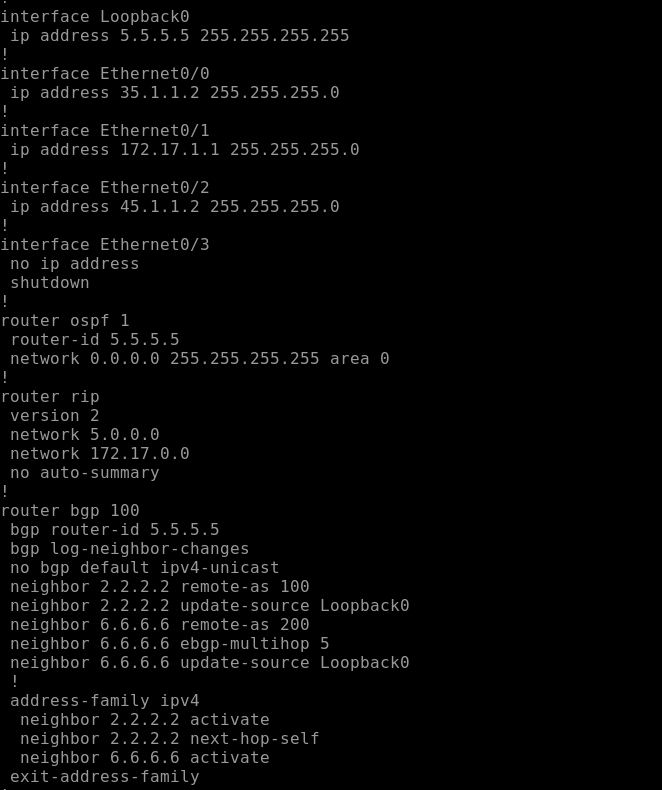 !
interface Loopback0
 ip address 5.5.5.5 255.255.255.255
!
interface Ethernet0/0
 ip address 35.1.1.2 255.255.255.0
!
interface Ethernet0/1
 ip address 172.17.1.1 255.255.255.0
!
interface Ethernet0/2
 ip address 45.1.1.2 255.255.255.0
!
interface Ethernet0/3
 no ip address
 shutdown
!
router ospf 1
 router-id 5.5.5.5
 network 0.0.0.0 255.255.255.255 area 0
!
router rip
 version 2
 network 5.0.0.0
 network 172.17.0.0
 no auto-summary
!
router bgp 100
 bgp router-id 5.5.5.5
 bgp log-neighbor-changes
 no bgp default ipv4-unicast
 neighbor 2.2.2.2 remote-as 100
 neighbor 2.2.2.2 update-source Loopback0
 neighbor 6.6.6.6 remote-as 200
 neighbor 6.6.6.6 ebgp-multihop 5
 neighbor 6.6.6.6 update-source Loopback0
 !
 address-family ipv4
  neighbor 2.2.2.2 activate
  neighbor 2.2.2.2 next-hop-self
  neighbor 6.6.6.6 activate
 exit-address-family